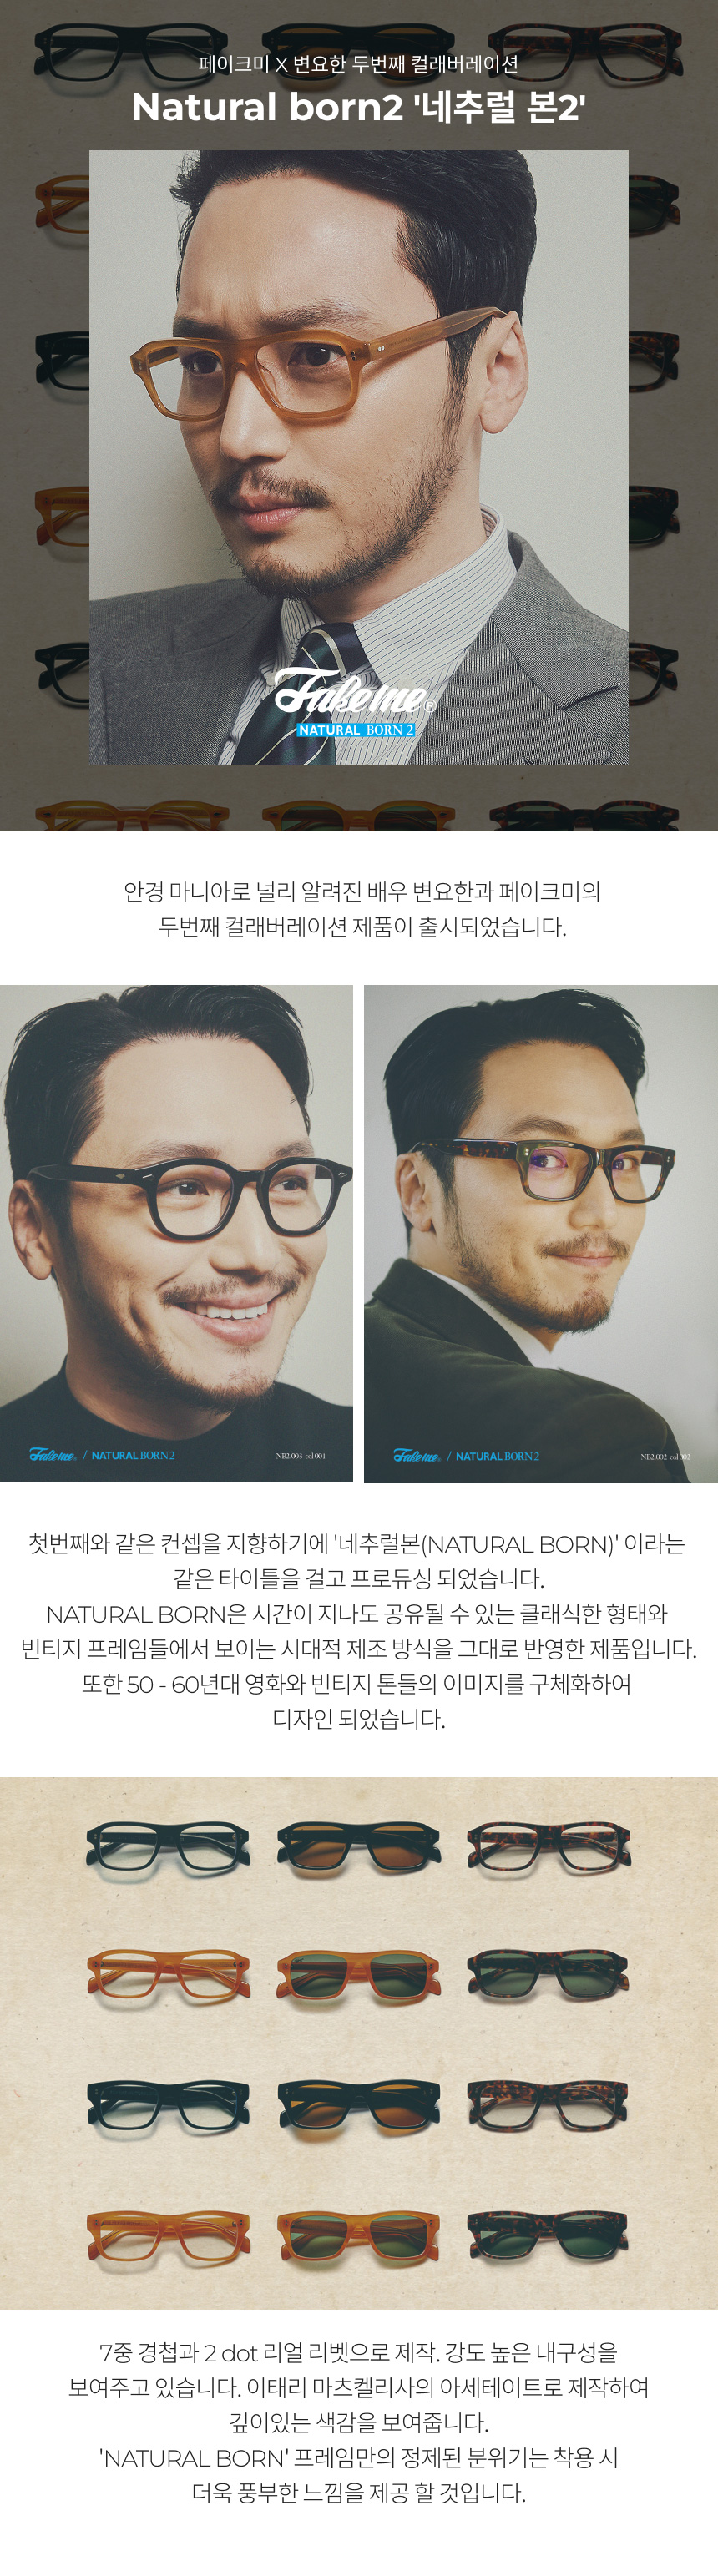 페이크미 X 변요한 두번째 컬래버레이션
Natural born2 '네추럴 본2'
Fakeme®
NATURAL BORN 2
안경 마니아로 널리 알려진 배우 변요한과 페이크미의
두번째 컬래버레이션 제품이 출시되었습니다.
Fakeme® / NATURAL BORN 2 NB2.003 col 001
Fakeme® / NATURAL BORN 2 NB2.002 col 002
첫번째와 같은 컨셉을 지향하기에 '네추럴본(NATURAL BORN)' 이라는
같은 타이틀을 걸고 프로듀싱 되었습니다.
NATURAL BORN은 시간이 지나도 공유될 수 있는 클래식한 형태와
빈티지 프레임들에서 보이는 시대적 제조 방식을 그대로 반영한 제품입니다.
또한 50 - 60년대 영화와 빈티지 톤들의 이미지를 구체화하여
디자인 되었습니다.
7중 경첩과 2 dot 리얼 리벳으로 제작. 강도 높은 내구성을
보여주고 있습니다. 이태리 마츠켈리사의 아세테이트로 제작하여
깊이있는 색감을 보여줍니다.
'NATURAL BORN' 프레임만의 정제된 분위기는 착용 시
더욱 풍부한 느낌을 제공 할 것입니다.